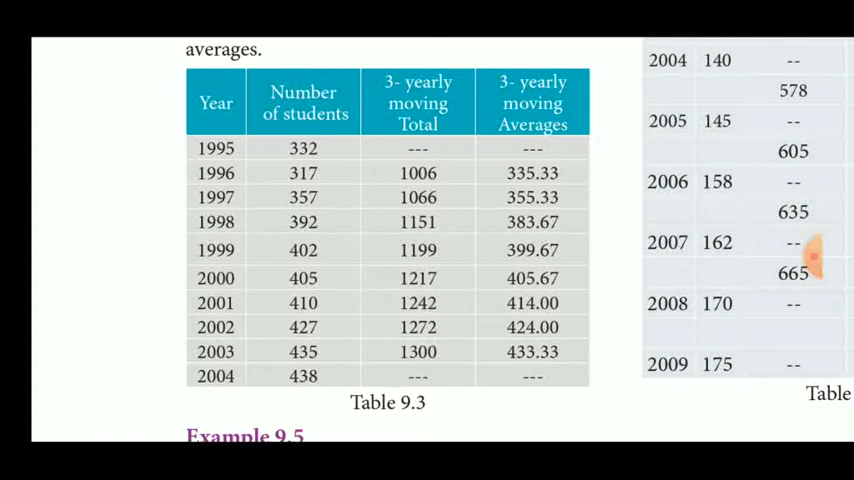 averages.
Year Number of students 3- yearly moving Total 3- yearly moving Averages
1995 332 --- ---
1996 317 1006 335.33
1997 357 1066 355.33
1998 392 1151 383.67
1999 402 1199 399.67
2000 405 1217 405.67
2001 410 1242 414.00
2002 427 1272 424.00
2003 435 1300 433.33
2004 438 --- ---
Table 9.3
Example 9.5
2004 140 --
578
2005 145 --
605
2006 158 --
635
2007 162 --
665
2008 170 --
2009 175 --
Table